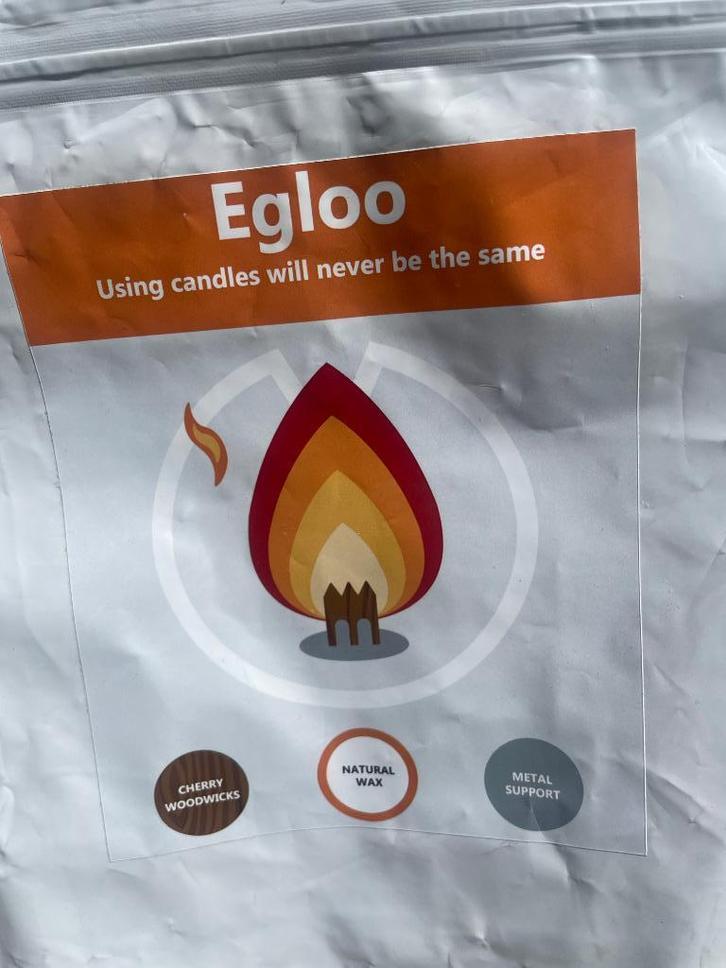 Egloo
Using candles will never be the same
CHERRY
WOODWICKS
NATURAL
WAX
METAL
SUPPORT